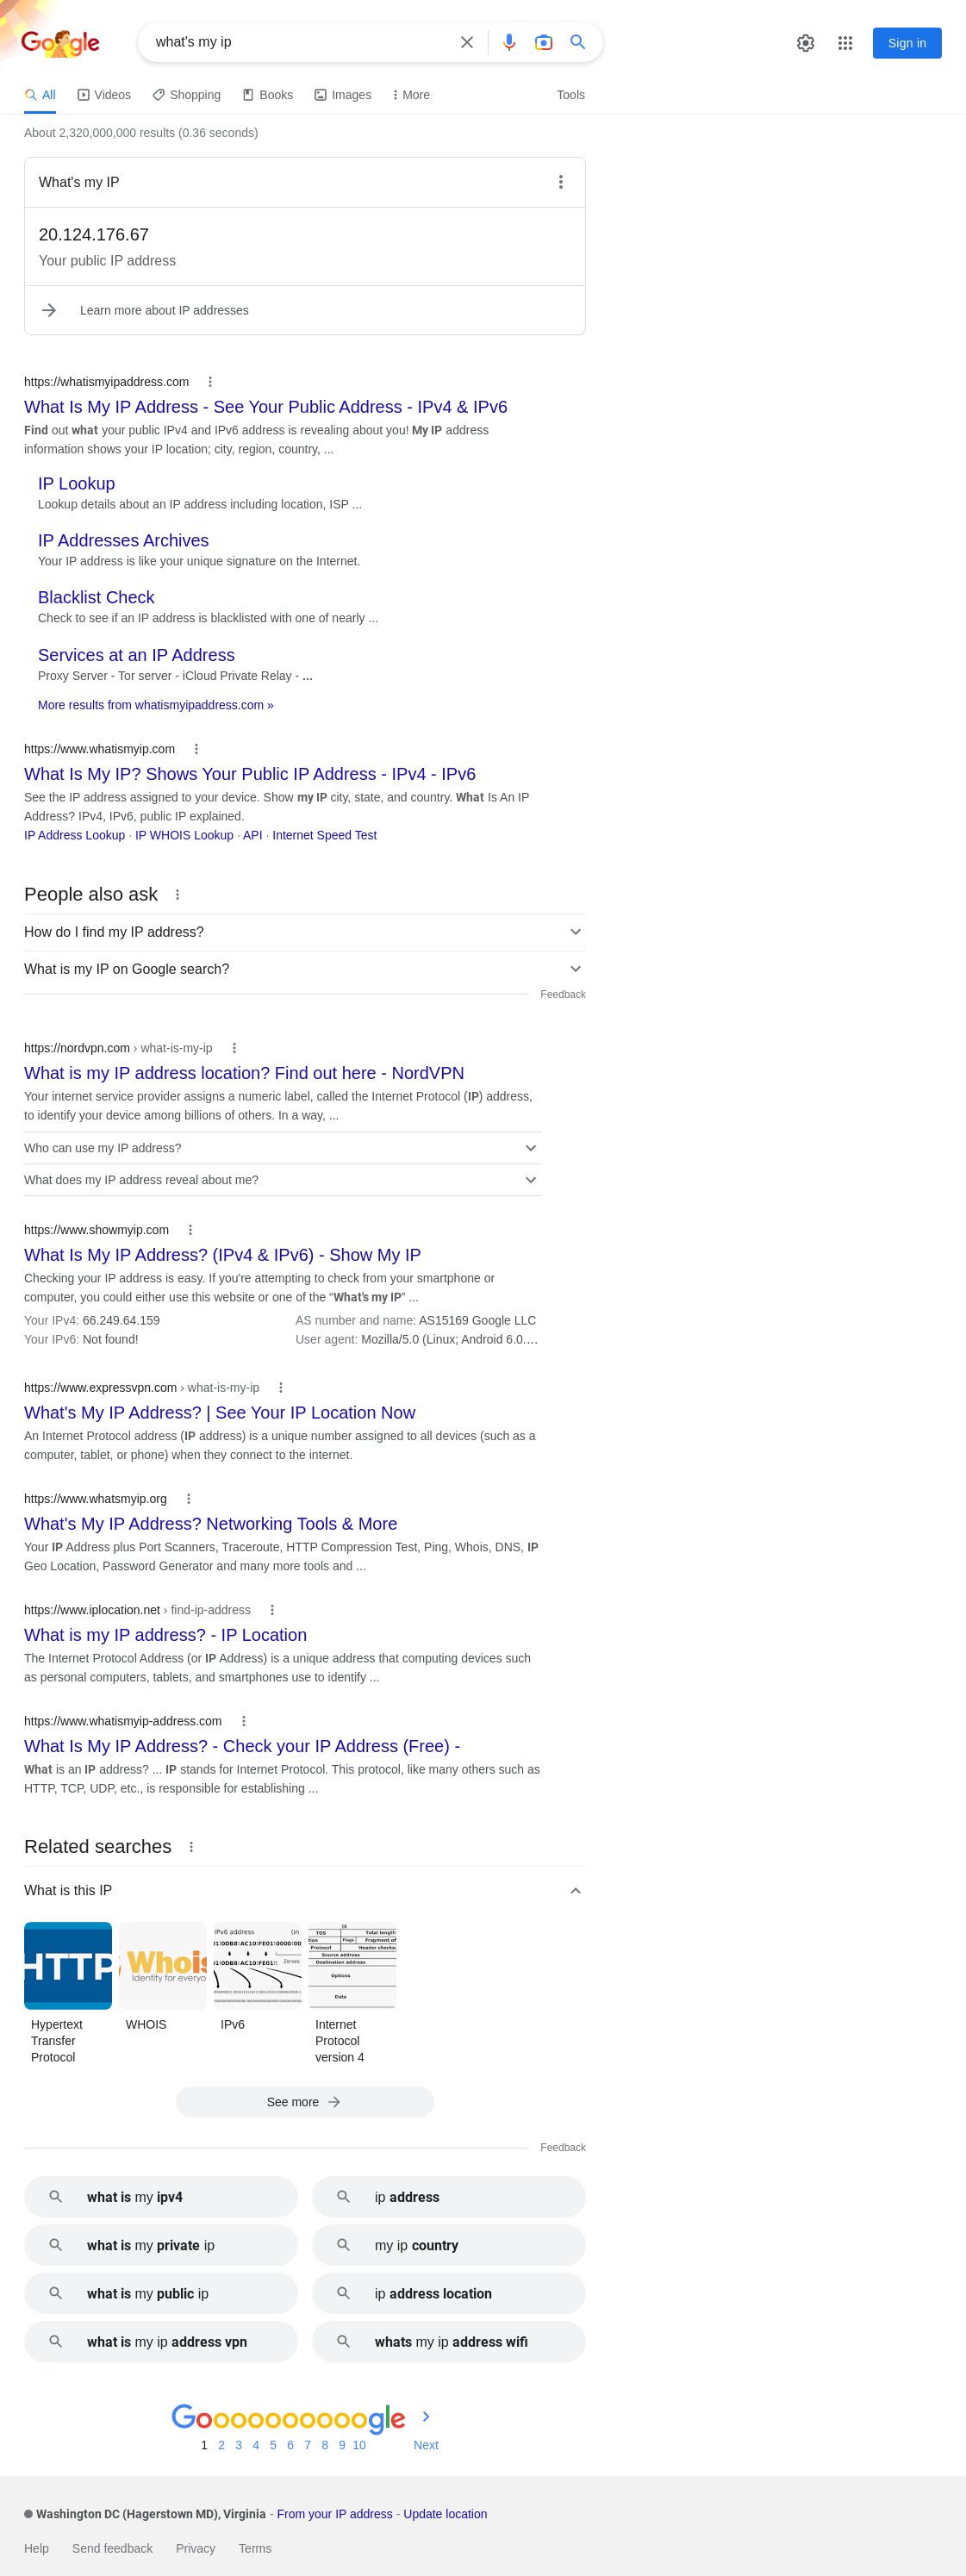 Google
what's my ip
Sign in
All
Videos
Shopping
Books
Images
More
Tools
About 2,320,000,000 results (0.36 seconds)
What's my IP
20.124.176.67
Your public IP address
Learn more about IP addresses
https://whatismyipaddress.com
What Is My IP Address - See Your Public Address - IPv4 & IPv6
Find out what your public IPv4 and IPv6 address is revealing about you! My IP address
information shows your IP location; city, region, country, ...
IP Lookup
Lookup details about an IP address including location, ISP ...
IP Addresses Archives
Your IP address is like your unique signature on the Internet.
Blacklist Check
Check to see if an IP address is blacklisted with one of nearly ...
Services at an IP Address
Proxy Server - Tor server - iCloud Private Relay - ...
More results from whatismyipaddress.com »
https://www.whatismyip.com
What Is My IP? Shows Your Public IP Address - IPv4 - IPv6
See the IP address assigned to your device. Show my IP city, state, and country. What Is An IP
Address? IPv4, IPv6, public IP explained.
IP Address Lookup · IP WHOIS Lookup · API · Internet Speed Test
People also ask
How do I find my IP address?
What is my IP on Google search?
Feedback
https://nordvpn.com › what-is-my-ip
What is my IP address location? Find out here - NordVPN
Your internet service provider assigns a numeric label, called the Internet Protocol (IP) address,
to identify your device among billions of others. In a way, ...
Who can use my IP address?
What does my IP address reveal about me?
https://www.showmyip.com
What Is My IP Address? (IPv4 & IPv6) - Show My IP
Checking your IP address is easy. If you're attempting to check from your smartphone or
computer, you could either use this website or one of the “What's my IP” ...
Your IPv4: 66.249.64.159
AS number and name: AS15169 Google LLC
Your IPv6: Not found!
User agent: Mozilla/5.0 (Linux; Android 6.0....
https://www.expressvpn.com › what-is-my-ip
What's My IP Address? | See Your IP Location Now
An Internet Protocol address (IP address) is a unique number assigned to all devices (such as a
computer, tablet, or phone) when they connect to the internet.
https://www.whatsmyip.org
What's My IP Address? Networking Tools & More
Your IP Address plus Port Scanners, Traceroute, HTTP Compression Test, Ping, Whois, DNS, IP
Geo Location, Password Generator and many more tools and ...
https://www.iplocation.net › find-ip-address
What is my IP address? - IP Location
The Internet Protocol Address (or IP Address) is a unique address that computing devices such
as personal computers, tablets, and smartphones use to identify ...
https://www.whatismyip-address.com
What Is My IP Address? - Check your IP Address (Free) -
What is an IP address? ... IP stands for Internet Protocol. This protocol, like many others such as
HTTP, TCP, UDP, etc., is responsible for establishing ...
Related searches
What is this IP
HTTP
Whois
Identity for everyo
IPv6 address (in
Zeroes
16
TOS Total length
Flags Fragment of
Protocol Header checksu
Source address
Destination address
Options
Data
Hypertext
Transfer
Protocol
WHOIS
IPv6
Internet
Protocol
version 4
See more
Feedback
what is my ipv4
ip address
what is my private ip
my ip country
what is my public ip
ip address location
what is my ip address vpn
whats my ip address wifi
Goooooooooogle
1 2 3 4 5 6 7 8 9 10 Next
Washington DC (Hagerstown MD), Virginia - From your IP address - Update location
Help Send feedback Privacy Terms